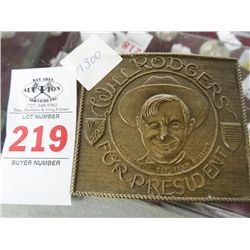 BAY AREA
AUCTION
SERVICES INC.
LOT NUMBER
219
BUYER NUMBER
1300
WILL ROGERS
FOR PRESIDENT